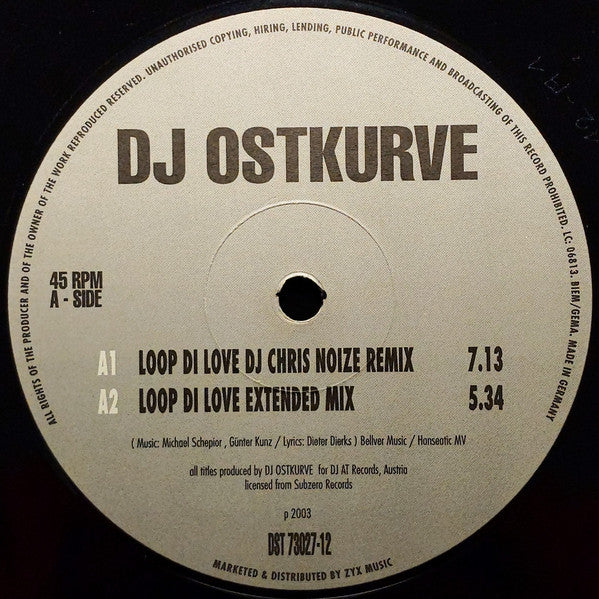 ALL RIGHTS OF THE PRODUCER AND OF THE OWNER OF THE WORK REPRODUCED RESERVED. UNAUTHORISED COPYING, HIRING, LENDING, PUBLIC PERFORMANCE AND BROADCASTING OF THIS RECORD PROHIBITED. LC: 06813. BIEM/GEMA. MADE IN GERMANY
DJ OSTKURVE
45 RPM
A - SIDE
A1 LOOP DI LOVE DJ CHRIS NOIZE REMIX 7.13
A2 LOOP DI LOVE EXTENDED MIX 5.34
( Music: Michael Schepior , Günter Kunz / Lyrics: Dieter Dierks ) Bellver Music / Hanseatic MV
all titles produced by DJ OSTKURVE for DJ AT Records, Austria
licensed from Subzero Records
p 2003
DST 73027-12
MARKETED & DISTRIBUTED BY ZYX MUSIC